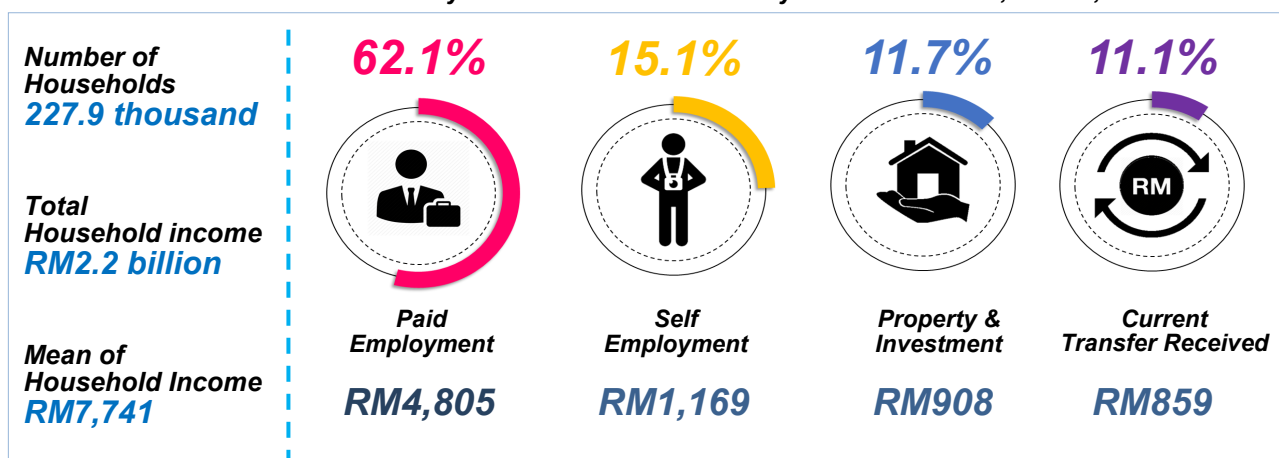 Number of
Households
227.9 thousand
Total
Household income
RM2.2 billion
Mean of
Household Income
RM7,741
62.1%
15.1%
11.7%
11.1%
RM
Paid
Employment
Self
Employment
Property &
Investment
Current
Transfer Received
RM4,805
RM1,169
RM908
RM859